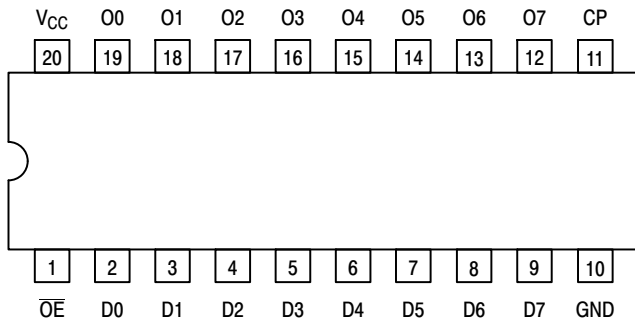 VCC O0 O1 O2 O3 O4 O5 O6 O7 CP
20 19 18 17 16 15 14 13 12 11
1 2 3 4 5 6 7 8 9 10
O̅E̅ D0 D1 D2 D3 D4 D5 D6 D7 GND